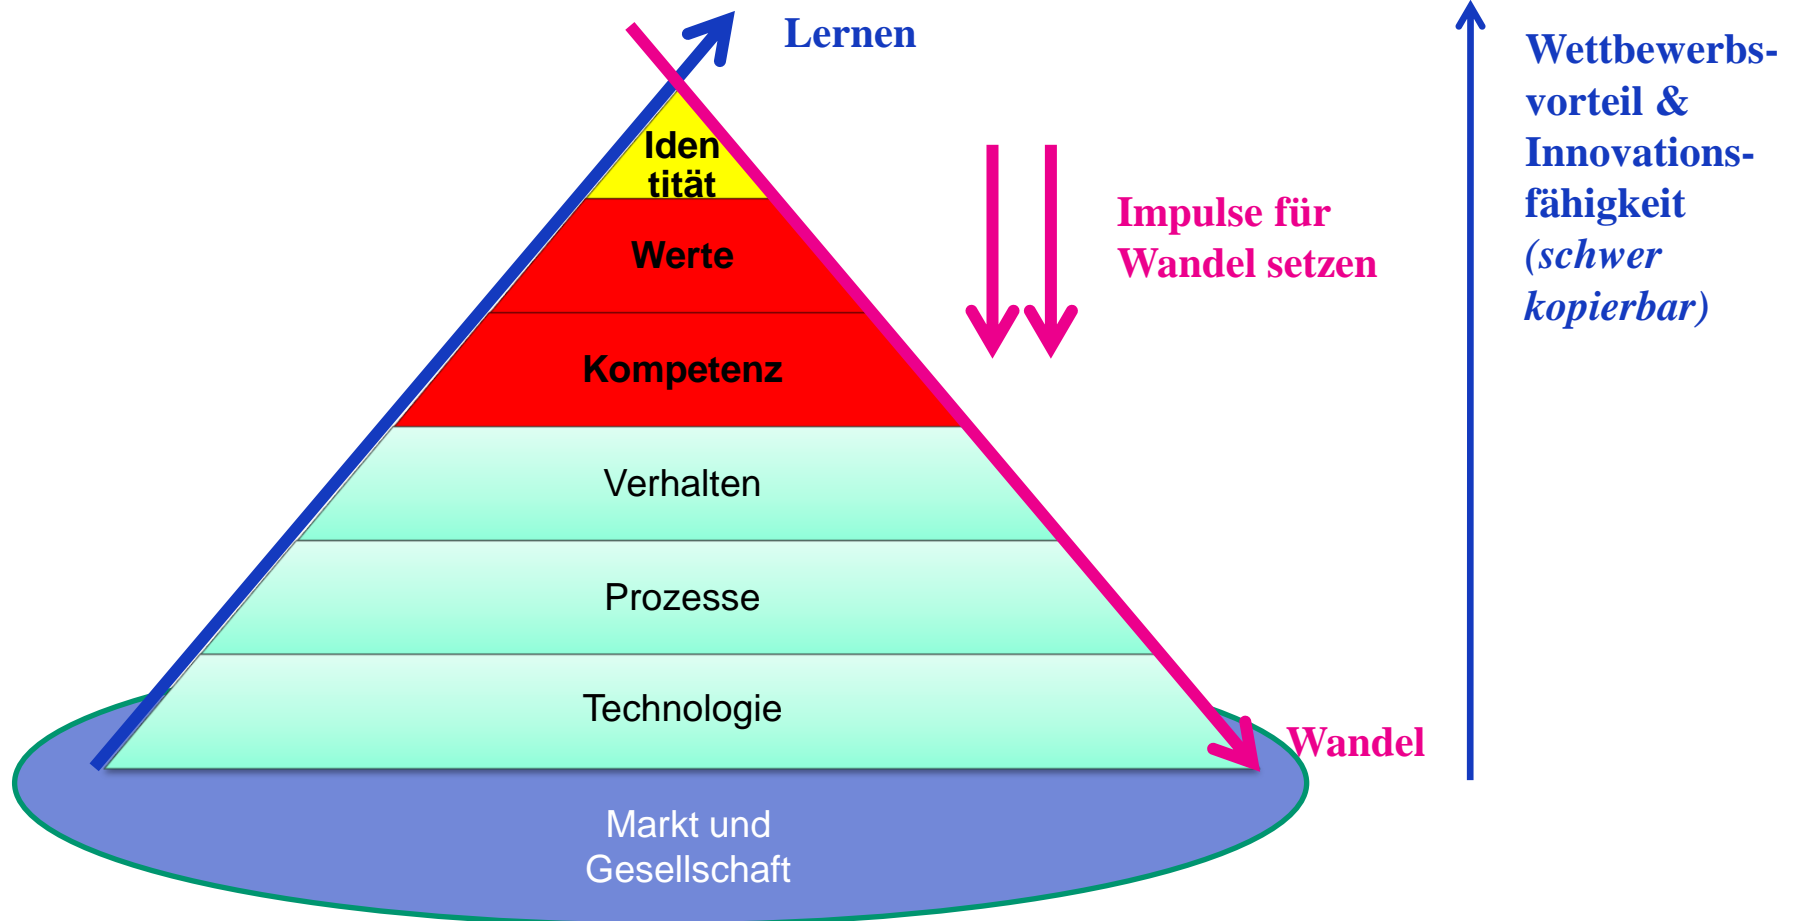 Lernen
Wettbewerbs-
vorteil &
Innovations-
fähigkeit
(schwer
kopierbar)
Iden
tität
Impulse für
Wandel setzen
Werte
Kompetenz
Verhalten
Prozesse
Technologie
Wandel
Markt und
Gesellschaft